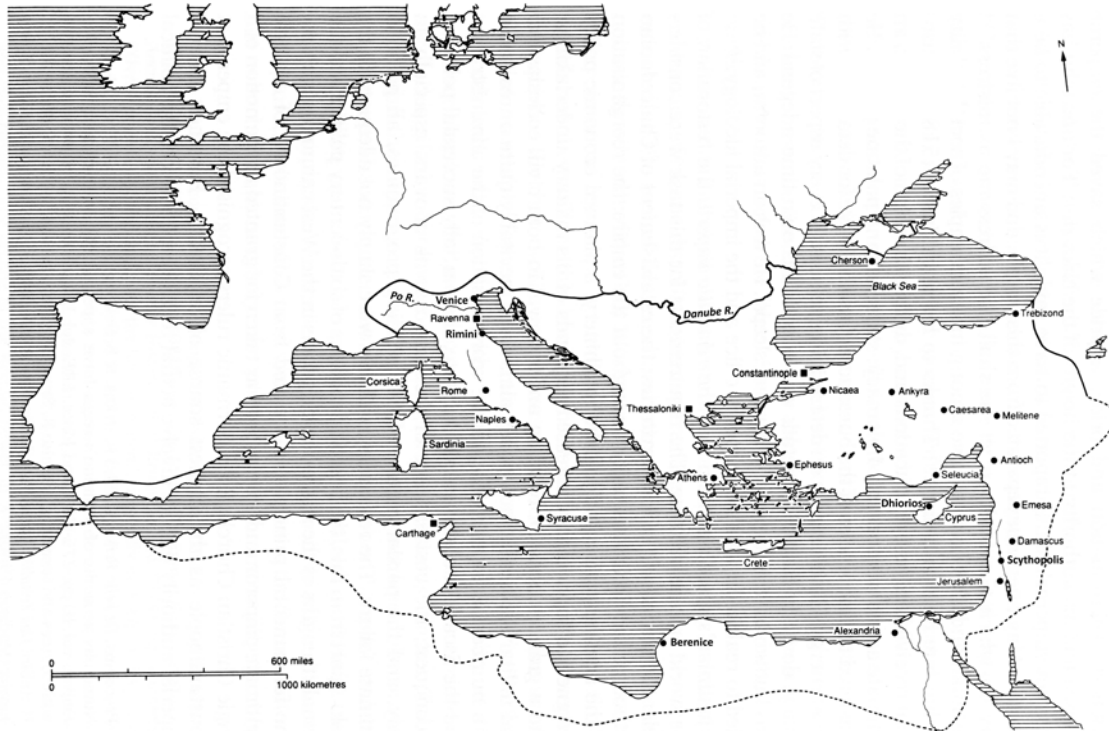 N
Cherson
Black Sea
Po R.
Venice
Danube R.
Ravenna
Trebizond
Rimini
Constantinople
Corsica
Rome
Nicaea
Ankyra
Thessaloniki
Caesarea
Melitene
Naples
Sardinia
Antioch
Ephesus
Athens
Seleucia
Dhiorios
Emesa
Cyprus
Syracuse
Carthage
Damascus
Crete
Scythopolis
Jerusalem
Alexandria
Berenice
0 600 miles
0 1000 kilometres